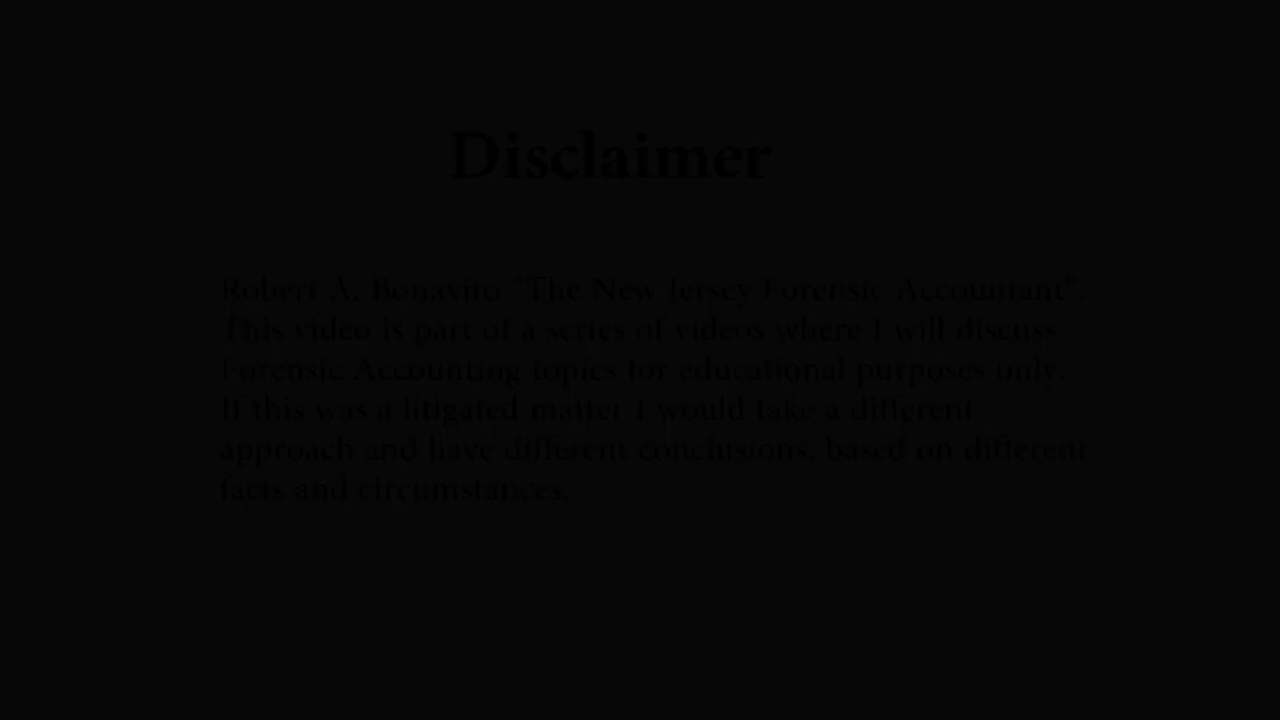 Disclaimer
Robert A. Bonavito "The New Jersey Forensic Accountant".
This video is part of a series of videos where I will discuss
Forensic Accounting topics for educational purposes only.
If this was a litigated matter I would take a different
approach and have different conclusions, based on different
facts and circumstances.